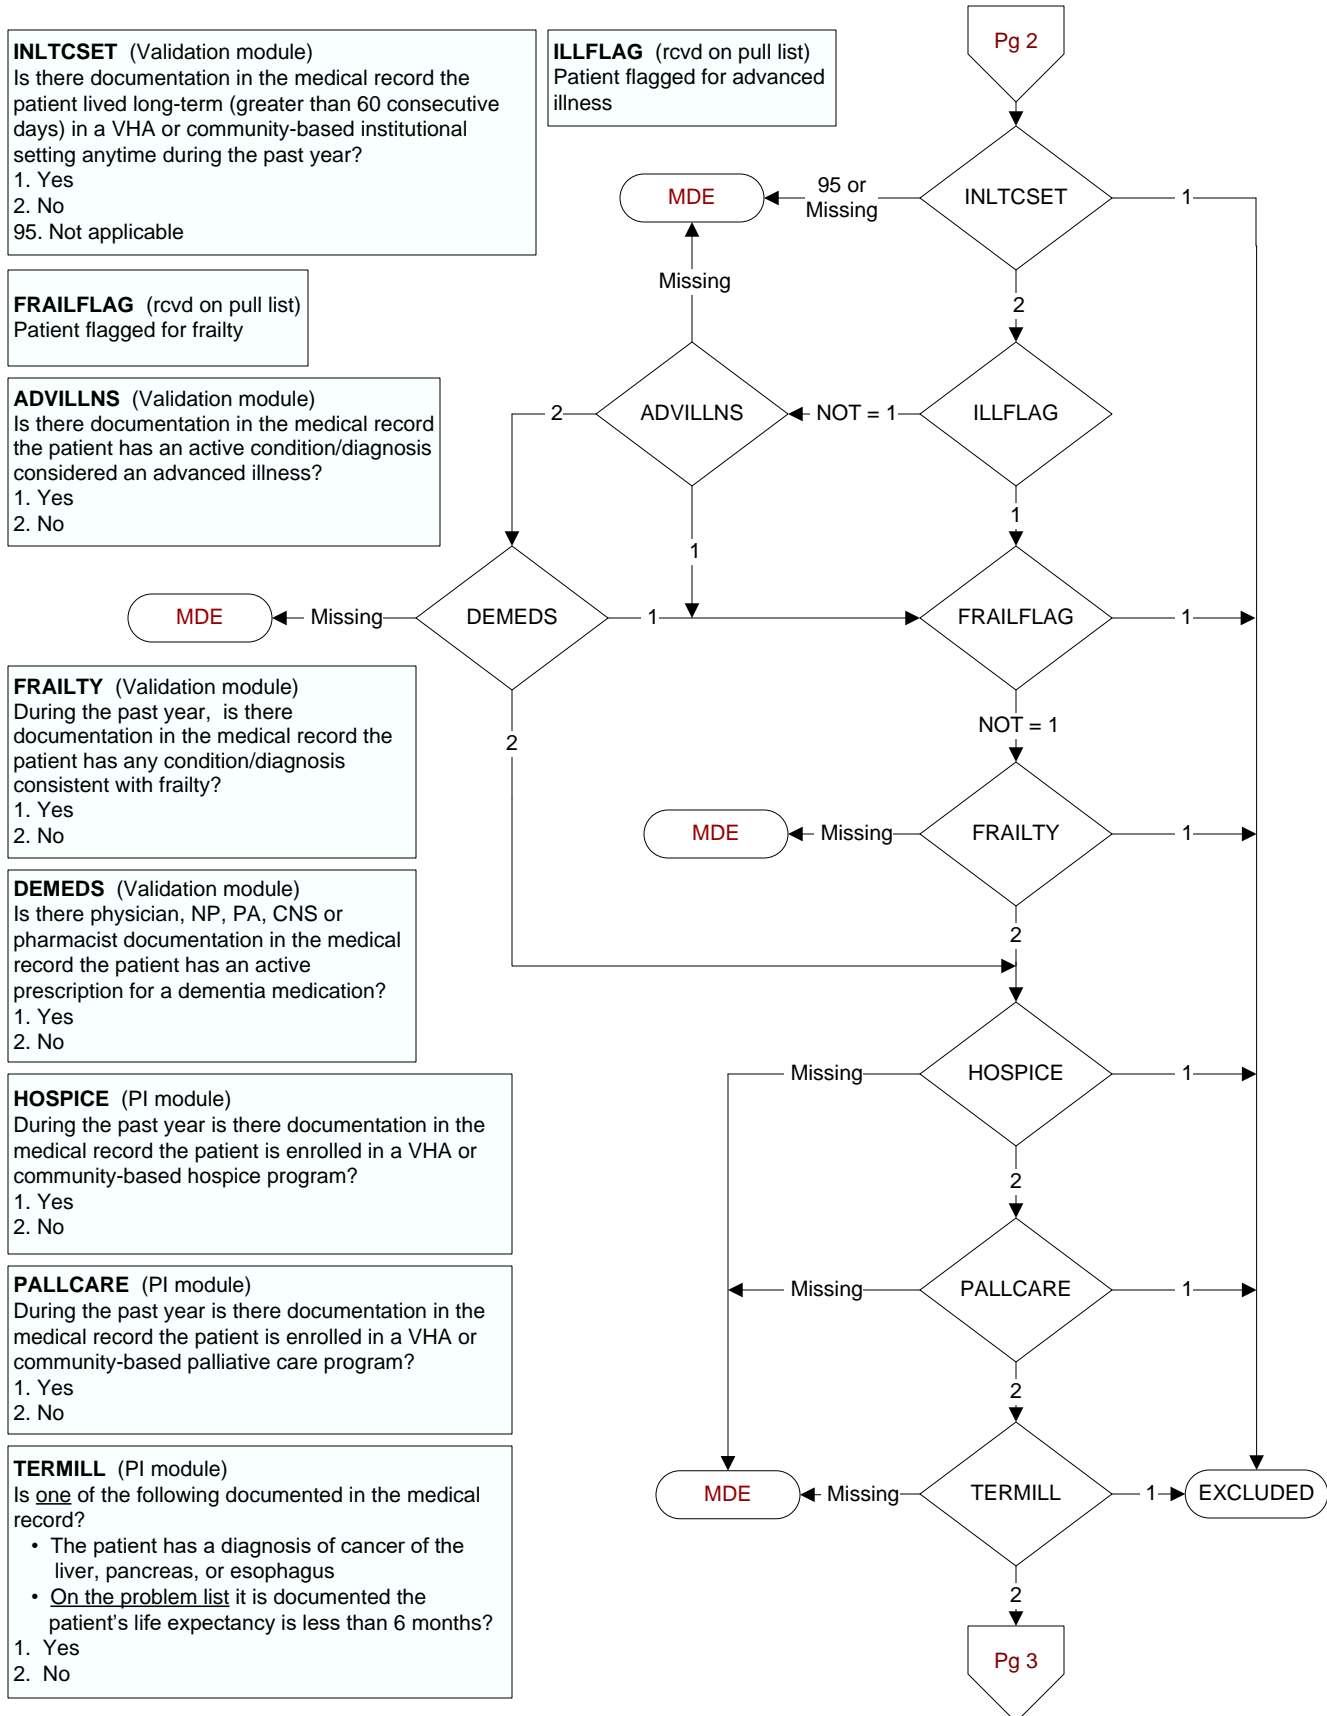 INLTCSET (Validation module)
Is there documentation in the medical record the
patient lived long-term (greater than 60 consecutive
days) in a VHA or community-based institutional
setting anytime during the past year?
1. Yes
2. No
95. Not applicable
ILLFLAG (rcvd on pull list)
Patient flagged for advanced
illness
FRAILFLAG (rcvd on pull list)
Patient flagged for frailty
ADVILLNS (Validation module)
Is there documentation in the medical record
the patient has an active condition/diagnosis
considered an advanced illness?
1. Yes
2. No
FRAILTY (Validation module)
During the past year, is there
documentation in the medical record the
patient has any condition/diagnosis
consistent with frailty?
1. Yes
2. No
DEMEDS (Validation module)
Is there physician, NP, PA, CNS or
pharmacist documentation in the medical
record the patient has an active
prescription for a dementia medication?
1. Yes
2. No
HOSPICE (PI module)
During the past year is there documentation in the
medical record the patient is enrolled in a VHA or
community-based hospice program?
1. Yes
2. No
PALLCARE (PI module)
During the past year is there documentation in the
medical record the patient is enrolled in a VHA or
community-based palliative care program?
1. Yes
2. No
TERMILL (PI module)
Is one of the following documented in the medical
record?
• The patient has a diagnosis of cancer of the
liver, pancreas, or esophagus
• On the problem list it is documented the
patient's life expectancy is less than 6 months?
1. Yes
2. No
Pg 2
MDE
95 or
Missing
INLTCSET
1
Missing
2
2
ADVILLNS
NOT = 1
ILLFLAG
1
1
MDE
Missing
DEMEDS
1
FRAILFLAG
1
2
NOT = 1
MDE
Missing
FRAILTY
1
2
Missing
HOSPICE
1
2
Missing
PALLCARE
1
2
MDE
Missing
TERMILL
1
EXCLUDED
2
Pg 3